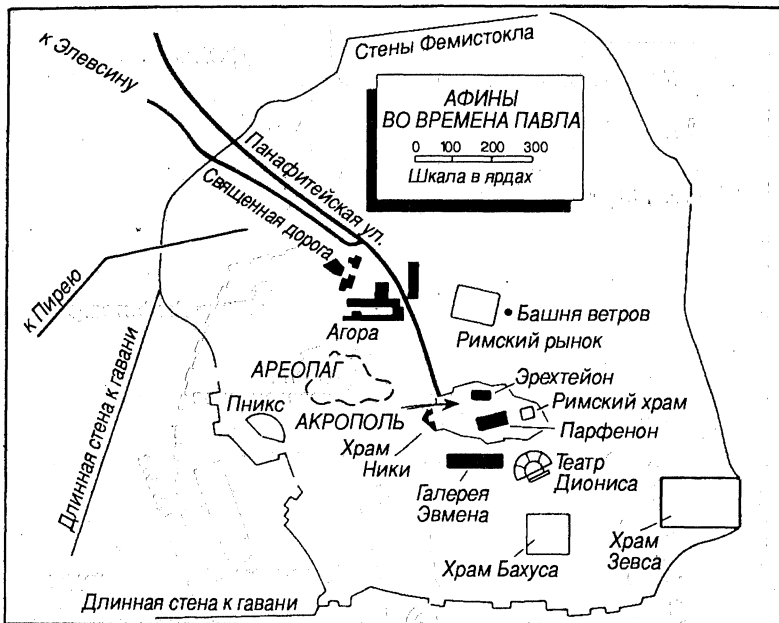 к Элевсину
Стены Фемистокла
АФИНЫ
ВО ВРЕМЕНА ПАВЛА
0 100 200 300
Шкала в ярдах
Панафитейская ул.
Священная дорога
к Пирею
Длинная стена к гавани
Агора
Башня ветров
Римский рынок
АРЕОПАГ
Пникс
АКРОПОЛЬ
Храм
Ники
Эрехтейон
Римский храм
Парфенон
Галерея
Эвмена
Театр
Диониса
Храм Бахуса
Храм
Зевса
Длинная стена к гавани